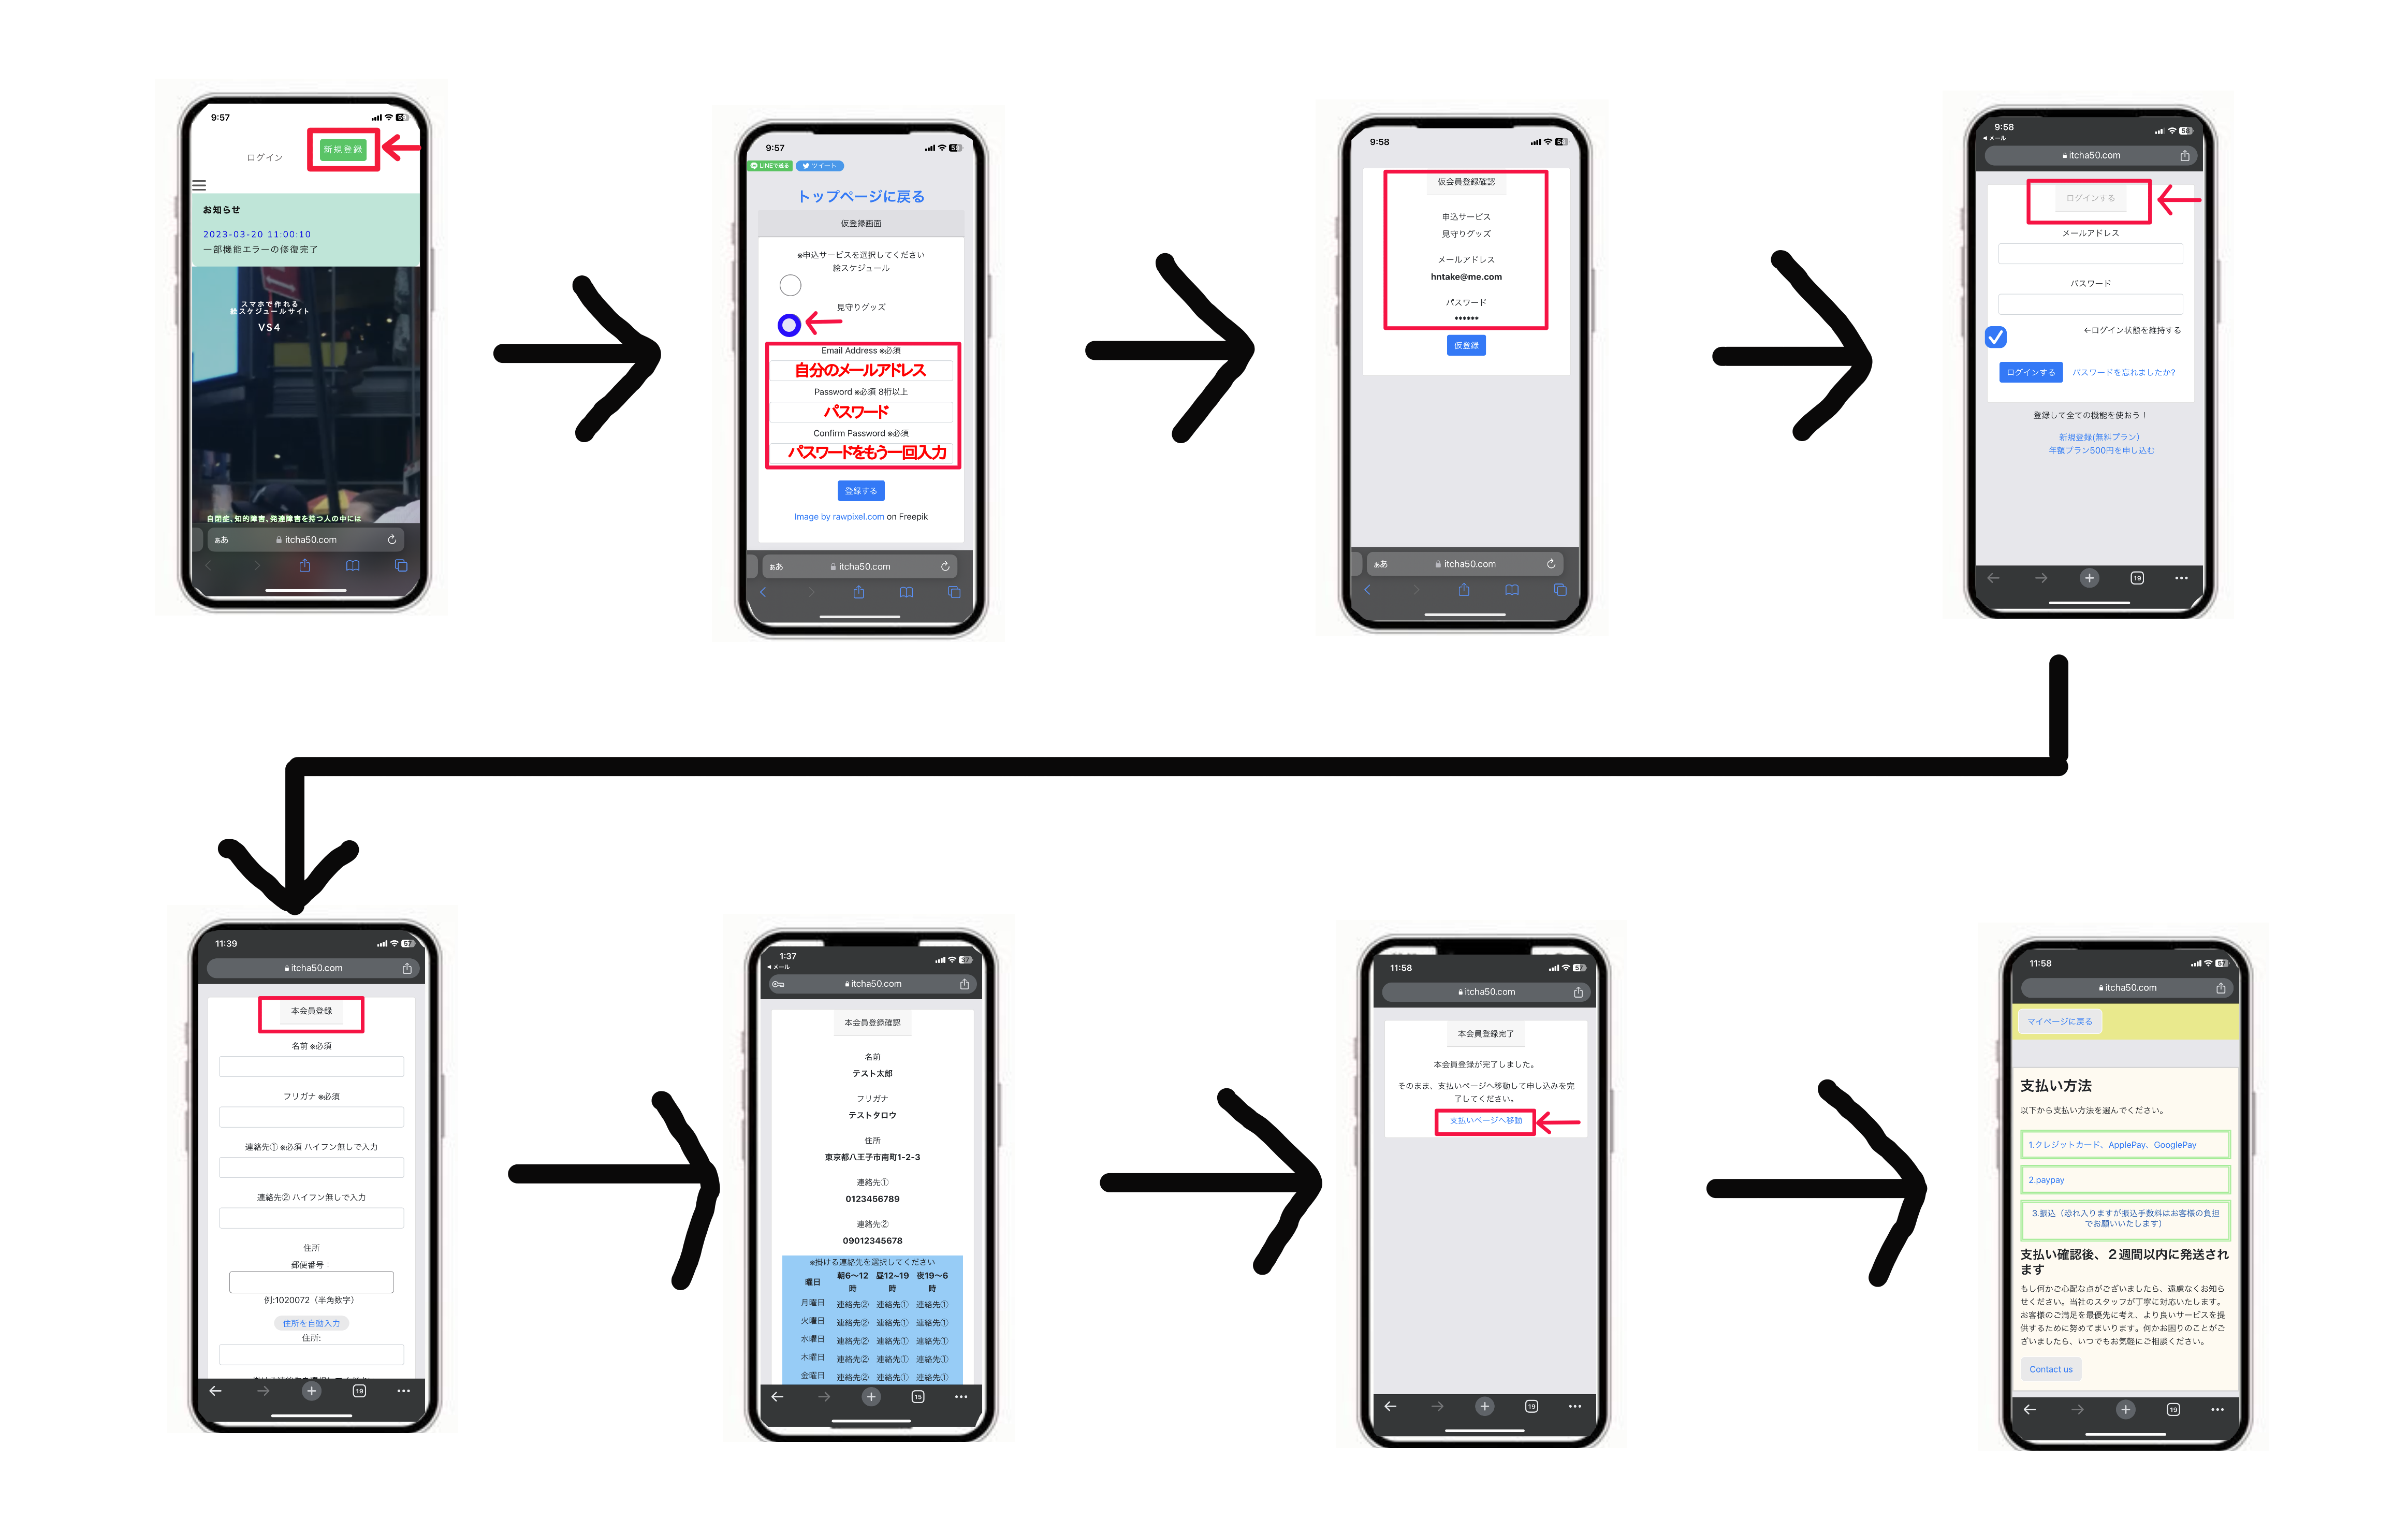 9:57
ログイン
新規登録
お知らせ
2023-03-20 11:00:10
一部機能エラーの修復完了
スマホで作れる
絵スケジュールサイト
VS4
自閉症、知的障害、発達障害を持つ人の中には
ぁあ
itcha50.com
9:57
LINEで送る
ツイート
トップページに戻る
仮登録画面
※申込サービスを選択してください
絵スケジュール
見守りグッズ
Email Address ※必須
自分のメールアドレス
Password ※必須 8桁以上
パスワード
Confirm Password ※必須
パスワードをもう一回入力
登録する
Image by rawpixel.com on Freepik
ぁあ
itcha50.com
9:58
仮会員登録確認
申込サービス
見守りグッズ
メールアドレス
hntake@me.com
パスワード
******
仮登録
ぁあ
itcha50.com
9:58
メール
itcha50.com
ログインする
メールアドレス
パスワード
←ログイン状態を維持する
ログインする
パスワードを忘れましたか?
登録して全ての機能を使おう！
新規登録(無料プラン)
年額プラン500円を申し込む
19
11:39
57
itcha50.com
本会員登録
名前 ※必須
フリガナ ※必須
連絡先① ※必須 ハイフン無しで入力
連絡先② ハイフン無しで入力
住所
郵便番号：
例:1020072（半角数字）
住所を自動入力
住所:
19
1:37
メール
37
itcha50.com
本会員登録確認
名前
テスト太郎
フリガナ
テストタロウ
住所
東京都八王子市南町1-2-3
連絡先①
0123456789
連絡先②
09012345678
※掛ける連絡先を選択してください
曜日 朝6〜12時 昼12~19時 夜19〜6時
月曜日 連絡先② 連絡先① 連絡先①
火曜日 連絡先② 連絡先① 連絡先①
水曜日 連絡先② 連絡先① 連絡先①
木曜日 連絡先② 連絡先① 連絡先①
金曜日 連絡先② 連絡先① 連絡先①
15
11:58
57
itcha50.com
本会員登録完了
本会員登録が完了しました。
そのまま、支払いページへ移動して申し込みを完
了してください。
支払いページへ移動
19
11:58
57
itcha50.com
マイページに戻る
支払い方法
以下から支払い方法を選んでください。
1.クレジットカード、ApplePay、GooglePay
2.paypay
3.振込（恐れ入りますが振込手数料はお客様の負担
でお願いいたします）
支払い確認後、２週間以内に発送され
ます
もし何かご心配な点がございましたら、遠慮なくお知ら
せください。当社のスタッフが丁寧に対応いたします。
お客様のご満足を最優先に考え、より良いサービスを提
供するために努めてまいります。何かお困りのことがご
ざいましたら、いつでもお気軽にご相談ください。
Contact us
19